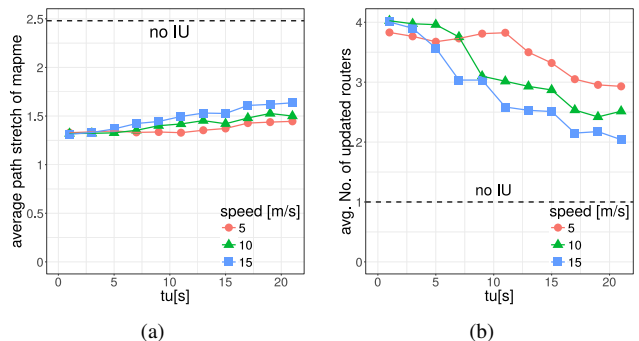 2.5
no IU
2
1.5
1
0.5
0
average path stretch of mapme
speed [m/s]
5
10
15
0
5
10
15
20
tu[s]
(a)
4
3
2
no IU
1
0
avg. No. of updated routers
speed [m/s]
5
10
15
0
5
10
15
20
tu[s]
(b)